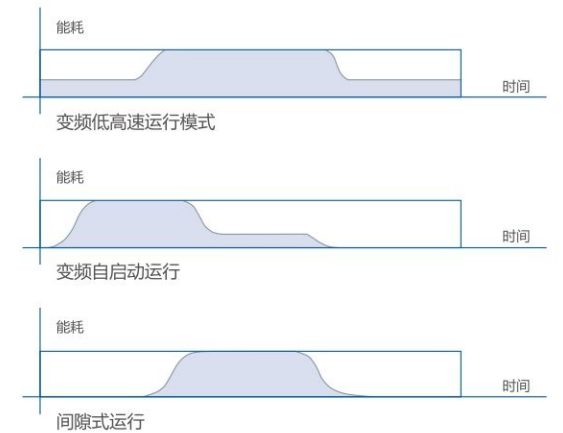 能耗
时间
变频低高速运行模式
能耗
时间
变频自启动运行
能耗
时间
间隙式运行